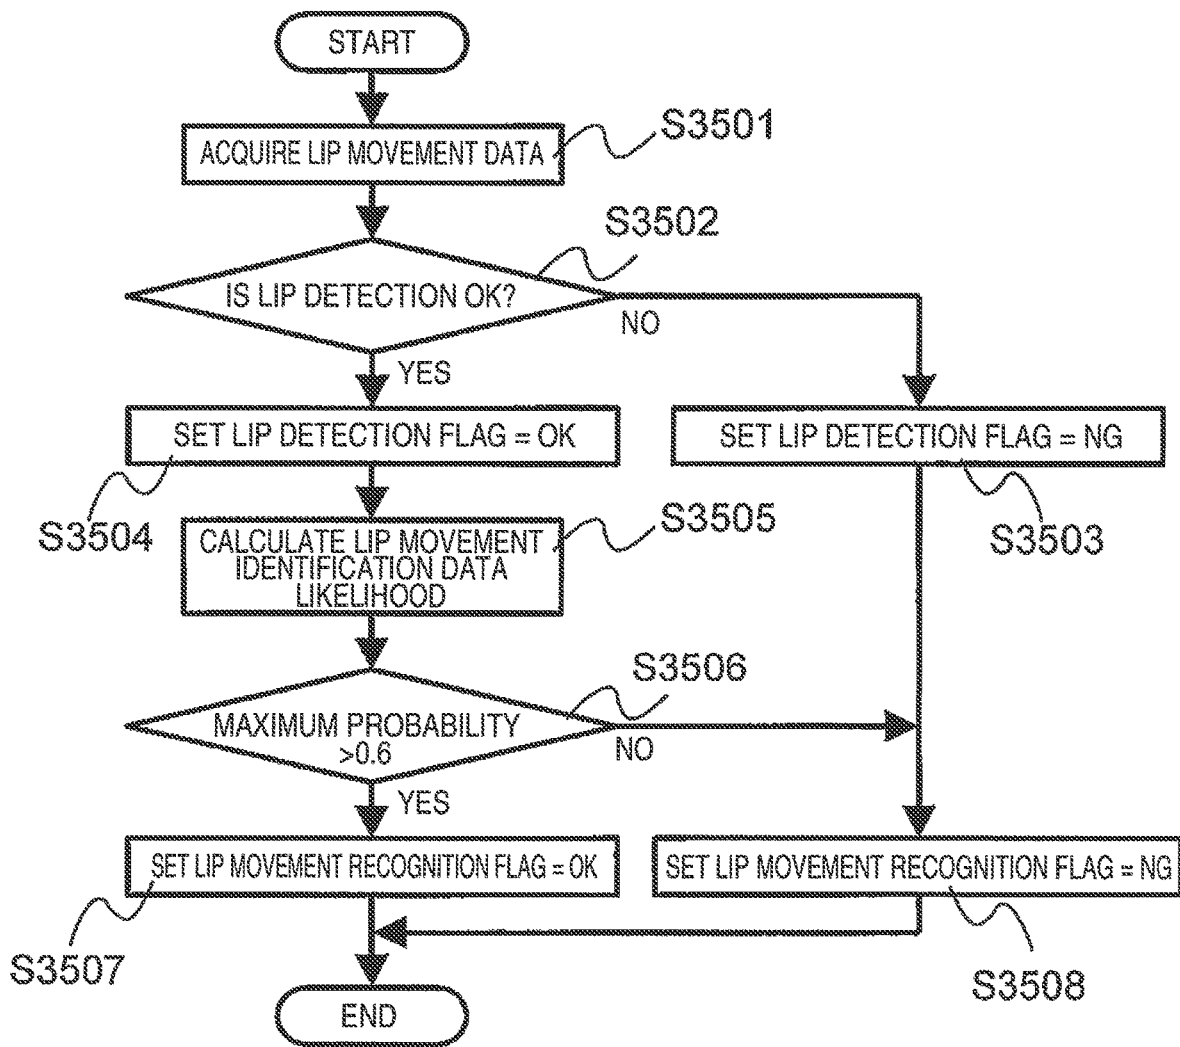 START
S3501
ACQUIRE LIP MOVEMENT DATA
S3502
IS LIP DETECTION OK?
NO
YES
SET LIP DETECTION FLAG = OK
SET LIP DETECTION FLAG = NG
S3504
S3505
S3503
CALCULATE LIP MOVEMENT
IDENTIFICATION DATA
LIKELIHOOD
S3506
MAXIMUM PROBABILITY
>0.6
NO
YES
SET LIP MOVEMENT RECOGNITION FLAG = OK
SET LIP MOVEMENT RECOGNITION FLAG = NG
S3507
S3508
END